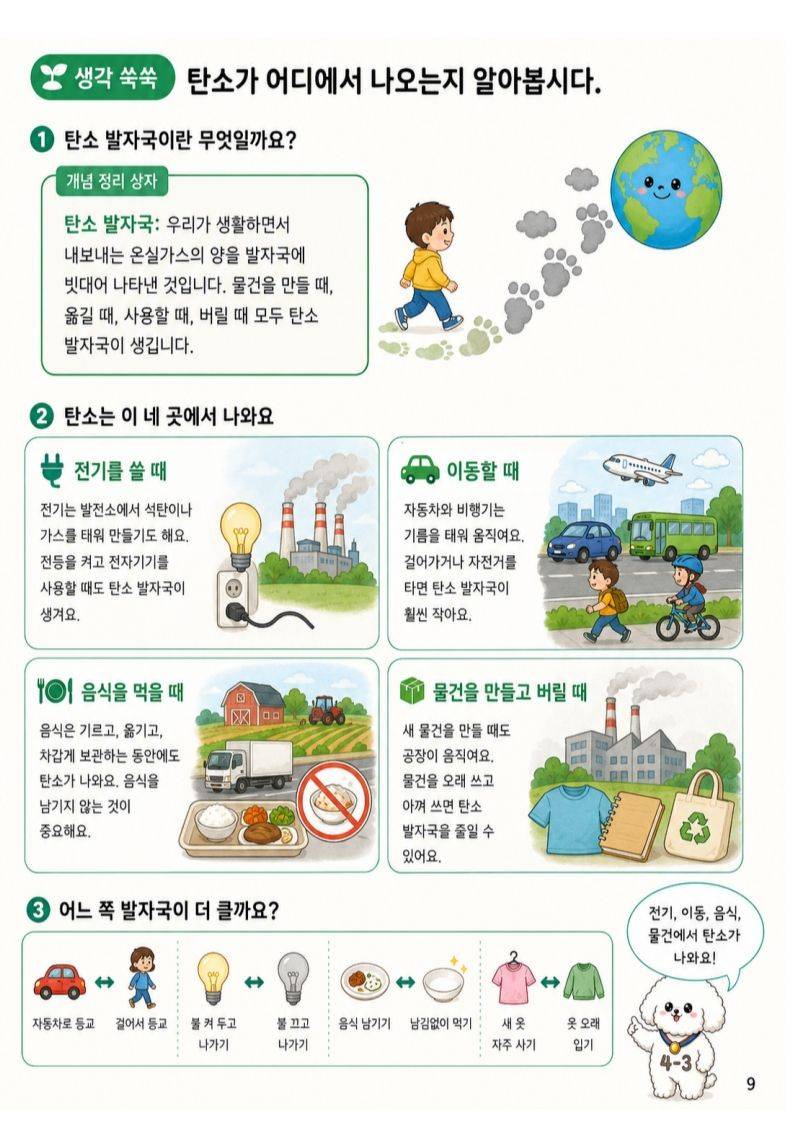 생각 쑥쑥
탄소가 어디에서 나오는지 알아봅시다.
1 탄소 발자국이란 무엇일까요?
개념 정리 상자
탄소 발자국: 우리가 생활하면서
내보내는 온실가스의 양을 발자국에
빗대어 나타낸 것입니다. 물건을 만들 때,
옮길 때, 사용할 때, 버릴 때 모두 탄소
발자국이 생깁니다.
2 탄소는 이 네 곳에서 나와요
전기를 쓸 때
전기는 발전소에서 석탄이나
가스를 태워 만들기도 해요.
전등을 켜고 전자기기를
사용할 때도 탄소 발자국이
생겨요.
이동할 때
자동차와 비행기는
기름을 태워 움직여요.
걸어가거나 자전거를
타면 탄소 발자국이
훨씬 작아요.
음식을 먹을 때
음식은 기르고, 옮기고,
차갑게 보관하는 동안에도
탄소가 나와요. 음식을
남기지 않는 것이
중요해요.
물건을 만들고 버릴 때
새 물건을 만들 때도
공장이 움직여요.
물건을 오래 쓰고
아껴 쓰면 탄소
발자국을 줄일 수
있어요.
3 어느 쪽 발자국이 더 클까요?
자동차로 등교
걸어서 등교
불 켜 두고
나가기
불 끄고
나가기
음식 남기기
남김없이 먹기
새 옷
자주 사기
옷 오래
입기
전기, 이동, 음식,
물건에서 탄소가
나와요!
4-3
9